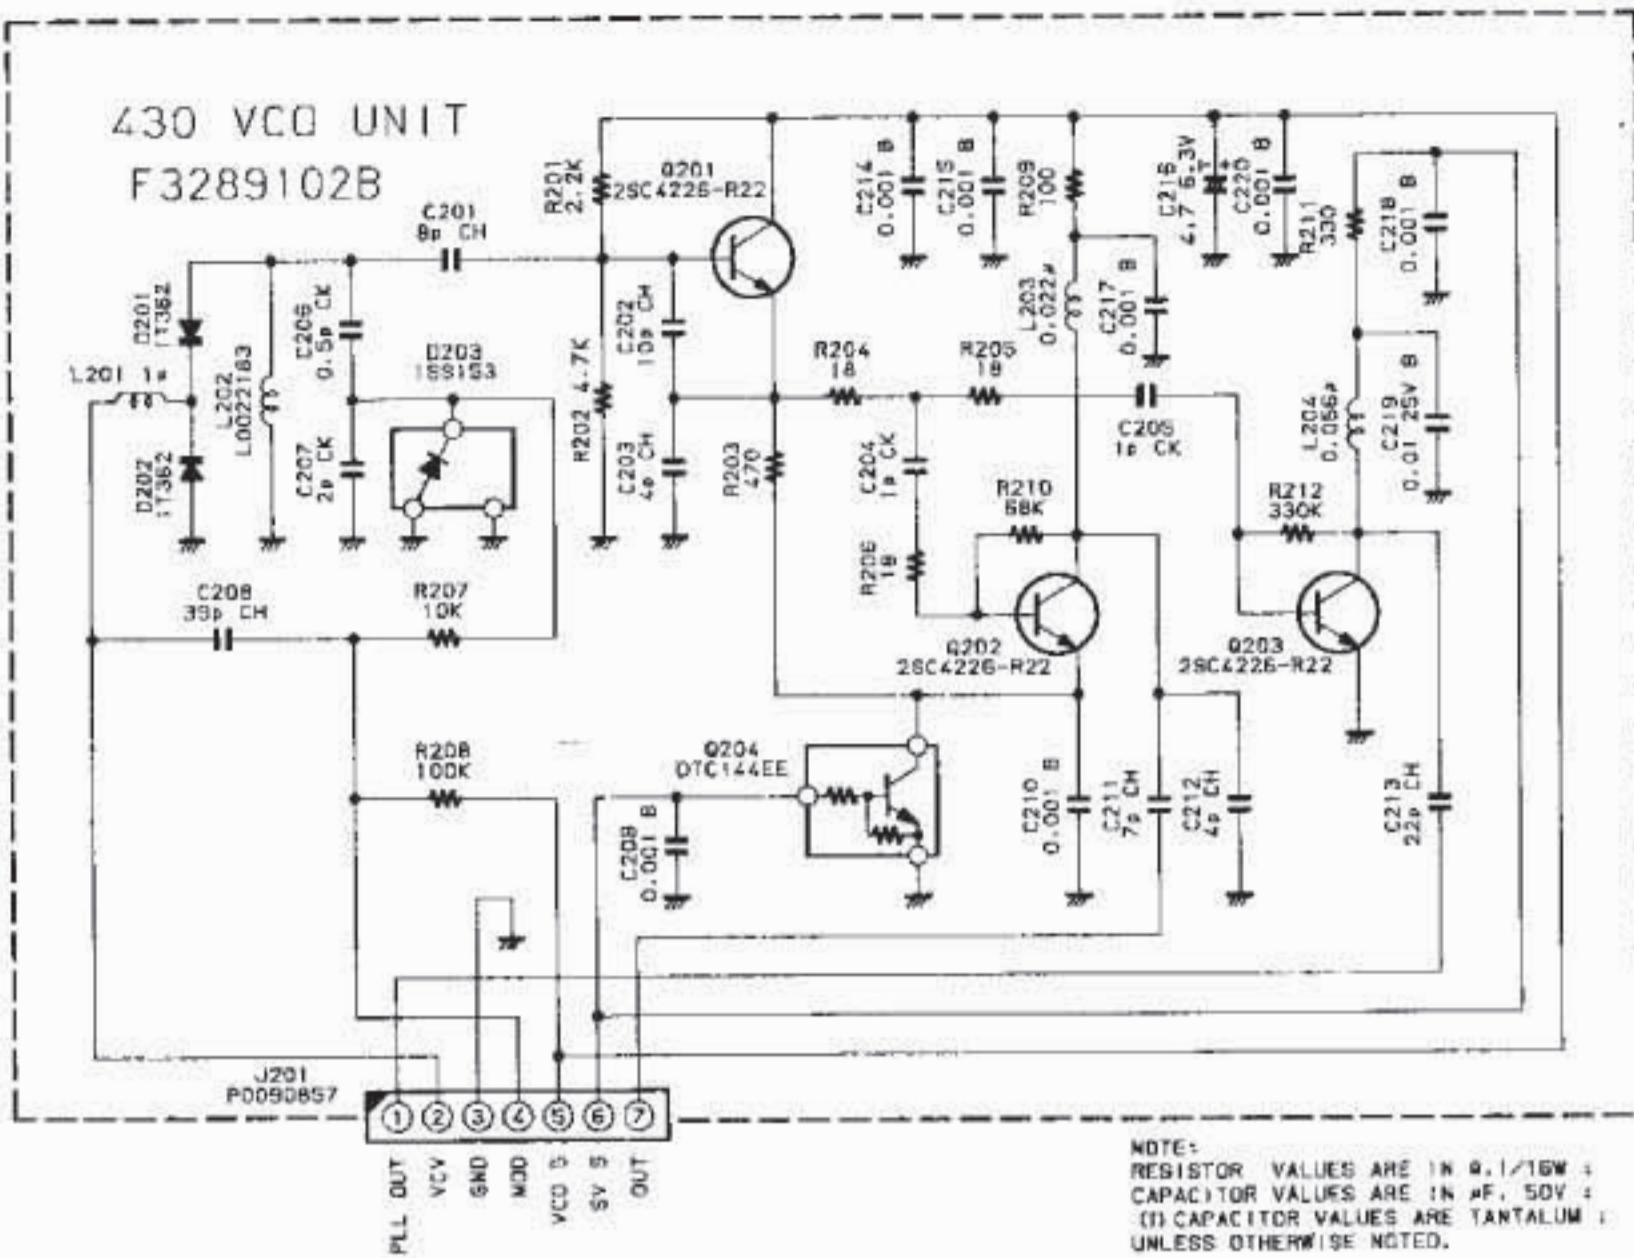 430 VCO UNIT
F3289102B
R201
2.2K
Q201
2SC4226-R22
C201
8p CH
C214
0.001 B
C215
0.001 B
R209
100
C216
4.7 6.3V
C220
0.001 B
R211
330
C218
0.001 B
D201
1T362
C206
0.5p CK
L201 1μ
L202
L0022183
D203
1SS153
C202
10p CH
R202 4.7K
R204
18
R205
18
L203
0.022μ
C217
0.001 B
C205
1p CK
L204
0.056μ
C219
0.01 25V B
D202
1T362
C207
2p CK
C203
4p CH
R203
470
C204
1p CK
R210
68K
R212
330K
R206
18
C208
39p CH
R207
10K
Q202
2SC4226-R22
Q203
2SC4226-R22
R208
100K
Q204
DTC144EE
C209
0.001 B
C210
0.001 B
C211
7p CH
C212
4p CH
C213
22p CH
J201
P0090857
1 2 3 4 5 6 7
PLL OUT
VCV
GND
MOD
VCO 5
5V S
OUT
NOTE:
RESISTOR VALUES ARE IN Ω.1/16W ;
CAPACITOR VALUES ARE IN μF. 50V ;
(T) CAPACITOR VALUES ARE TANTALUM ;
UNLESS OTHERWISE NOTED.